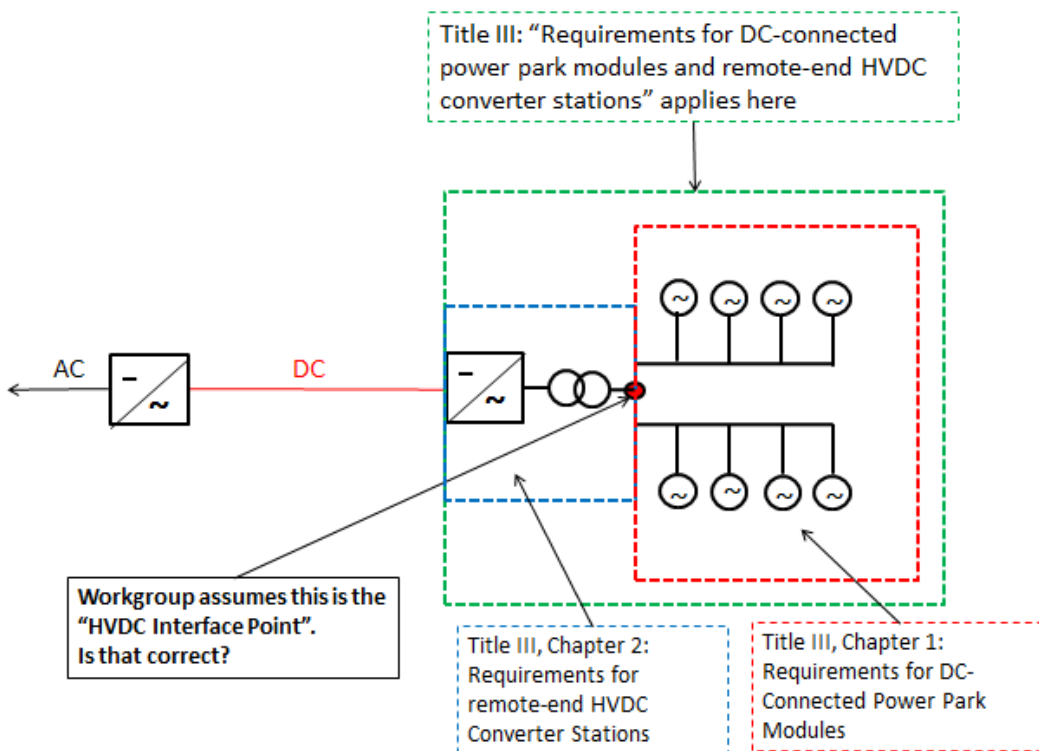 Title III: “Requirements for DC-connected
power park modules and remote-end HVDC
converter stations” applies here
AC
DC
–
~
–
~
~
~
~
~
~
~
~
~
Workgroup assumes this is the
“HVDC Interface Point”.
Is that correct?
Title III, Chapter 2:
Requirements for
remote-end HVDC
Converter Stations
Title III, Chapter 1:
Requirements for DC-
Connected Power Park
Modules